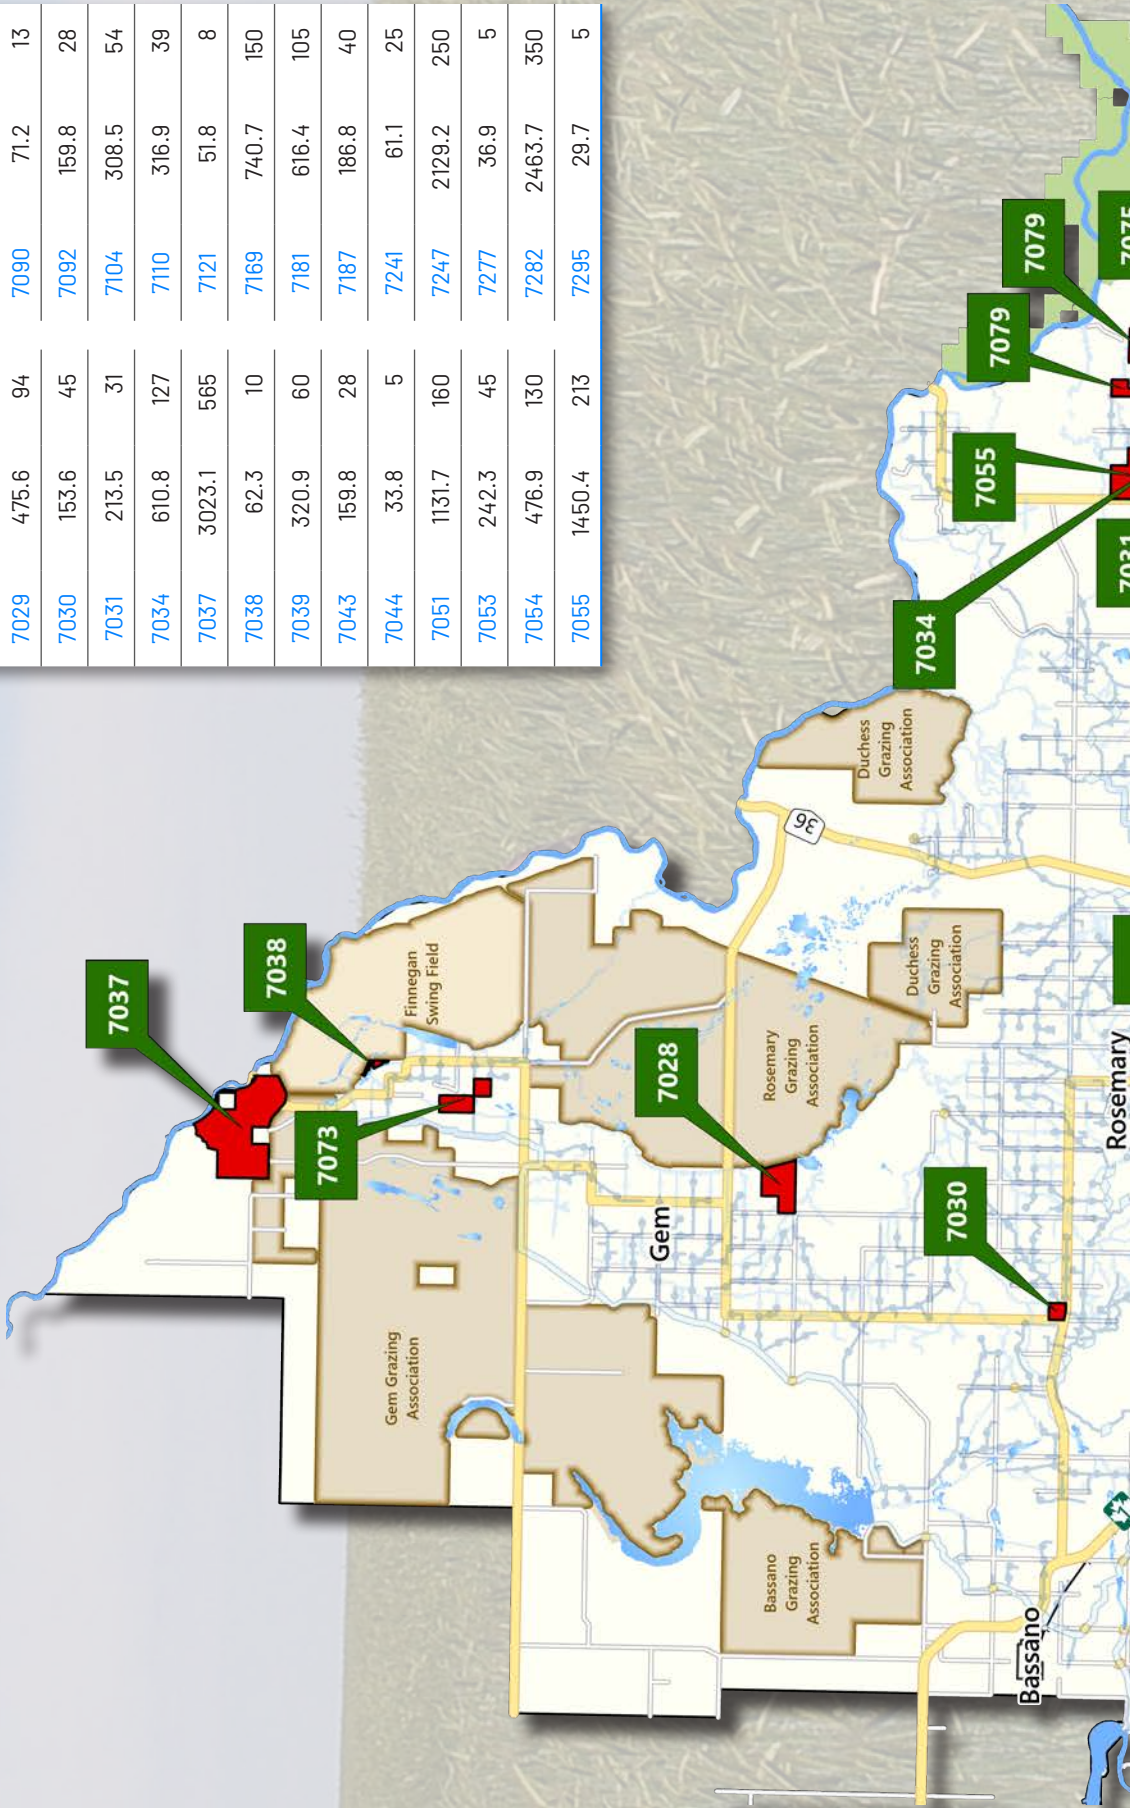 7029 475.6 94 7090 71.2 13
7030 153.6 45 7092 159.8 28
7031 213.5 31 7104 308.5 54
7034 610.8 127 7110 316.9 39
7037 3023.1 565 7121 51.8 8
7038 62.3 10 7169 740.7 150
7039 320.9 60 7181 616.4 105
7043 159.8 28 7187 186.8 40
7044 33.8 5 7241 61.1 25
7051 1131.7 160 7247 2129.2 250
7053 242.3 45 7277 36.9 5
7054 476.9 130 7282 2463.7 350
7055 1450.4 213 7295 29.7 5
7037
7038
Finnegan
Swing Field
7073
Gem Grazing
Association
7028
Gem
Rosemary
Grazing
Association
36
Duchess
Grazing
Association
Duchess
Grazing
Association
Bassano
Grazing
Association
7030
7034
7055
7079
7079
7075
7031
Rosemary
Bassano